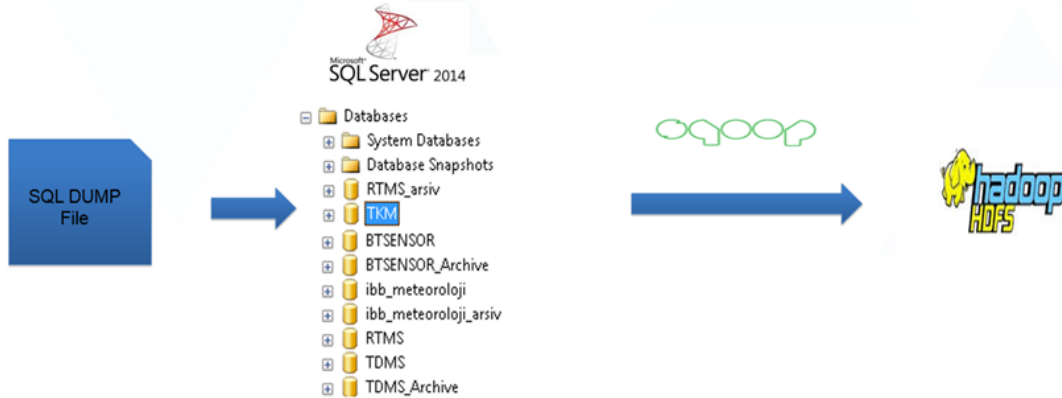 SQL DUMP
File
Microsoft
SQL Server 2014
Databases
System Databases
Database Snapshots
RTMS_arsiv
TKM
BTSENSOR
BTSENSOR_Archive
ibb_meteoroloji
ibb_meteoroloji_arsiv
RTMS
TDMS
TDMS_Archive
sqoop
hadoop
HDFS